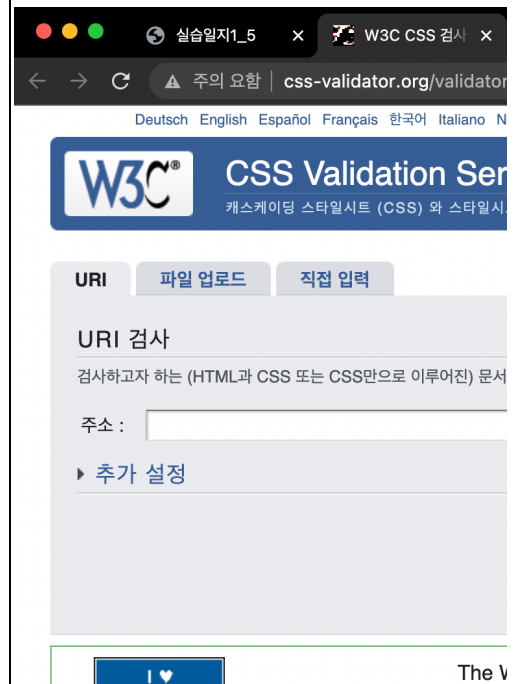 실습일지1_5
W3C CSS 검사
주의 요함 | css-validator.org/validator
Deutsch English Español Français 한국어 Italiano N
W3C®
CSS Validation Ser
캐스케이딩 스타일시트 (CSS) 와 스타일시
URI 파일 업로드 직접 입력
URI 검사
검사하고자 하는 (HTML과 CSS 또는 CSS만으로 이루어진) 문서
주소 :
추가 설정
I ♥
The W